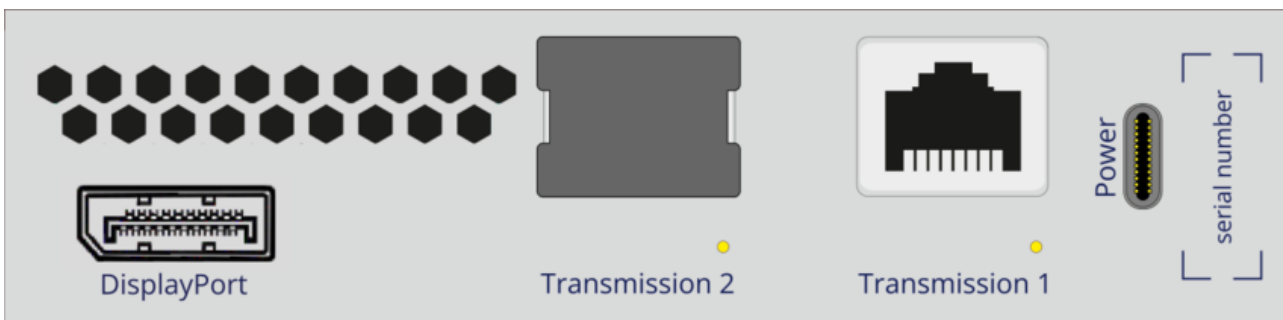 DisplayPort
Transmission 2
Transmission 1
Power
serial number